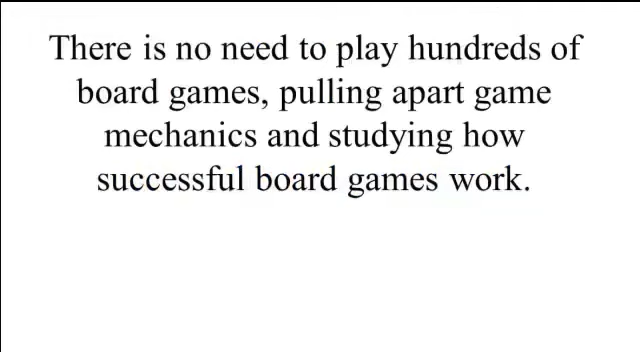 There is no need to play hundreds of
board games, pulling apart game
mechanics and studying how
successful board games work.